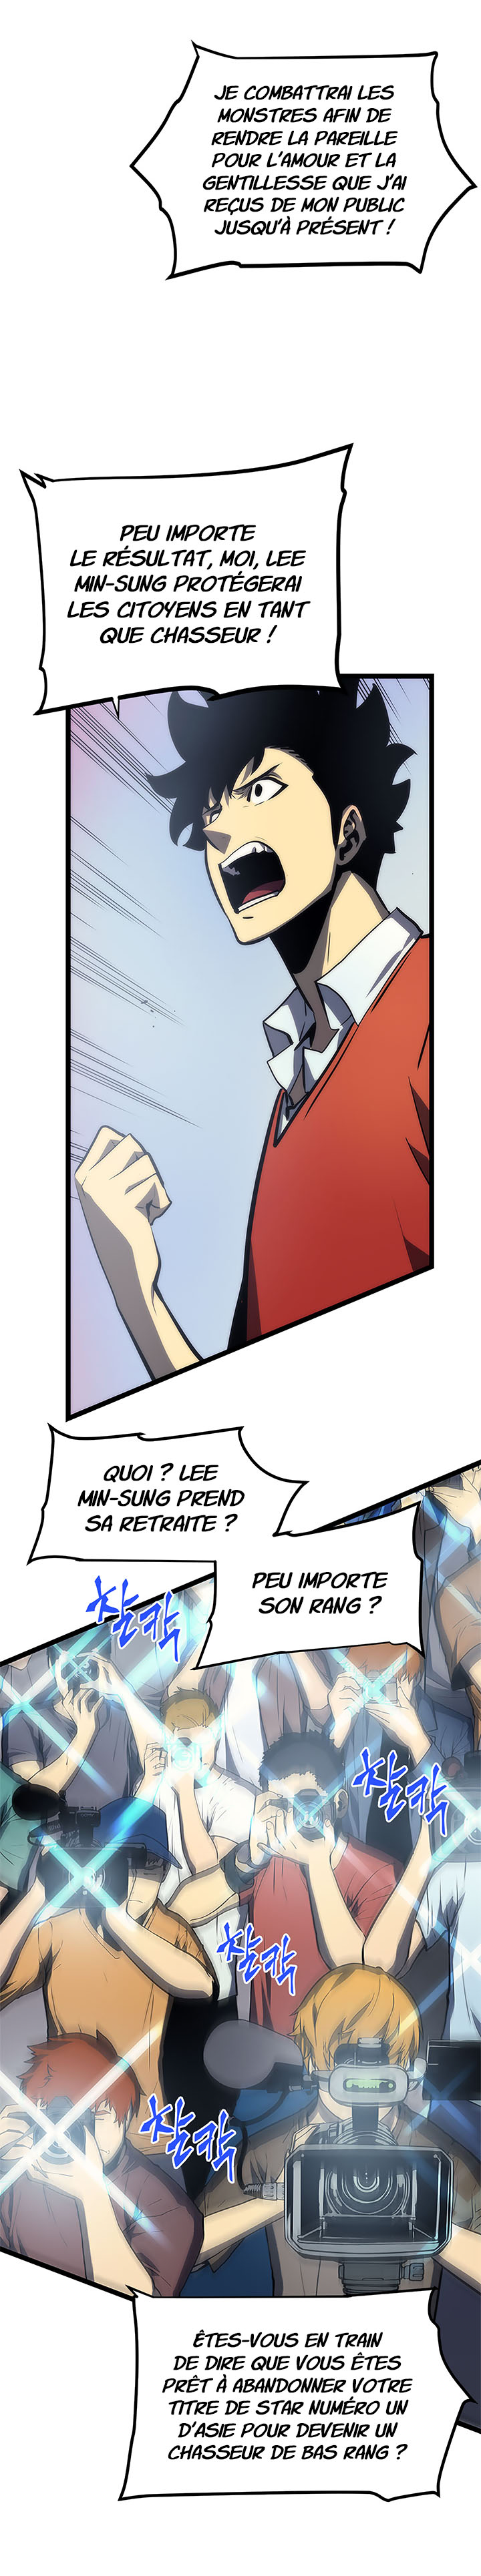 JE COMBATTRAI LES
MONSTRES AFIN DE
RENDRE LA PAREILLE
POUR L'AMOUR ET LA
GENTILLESSE QUE J'AI
REÇUS DE MON PUBLIC
JUSQU'À PRÉSENT !
PEU IMPORTE
LE RÉSULTAT, MOI, LEE
MIN-SUNG PROTÉGERAI
LES CITOYENS EN TANT
QUE CHASSEUR !
QUOI ? LEE
MIN-SUNG PREND
SA RETRAITE ?
PEU IMPORTE
SON RANG ?
찰칵
찰칵
찰칵
찰칵
ÊTES-VOUS EN TRAIN
DE DIRE QUE VOUS ÊTES
PRÊT À ABANDONNER VOTRE
TITRE DE STAR NUMÉRO UN
D'ASIE POUR DEVENIR UN
CHASSEUR DE BAS RANG ?